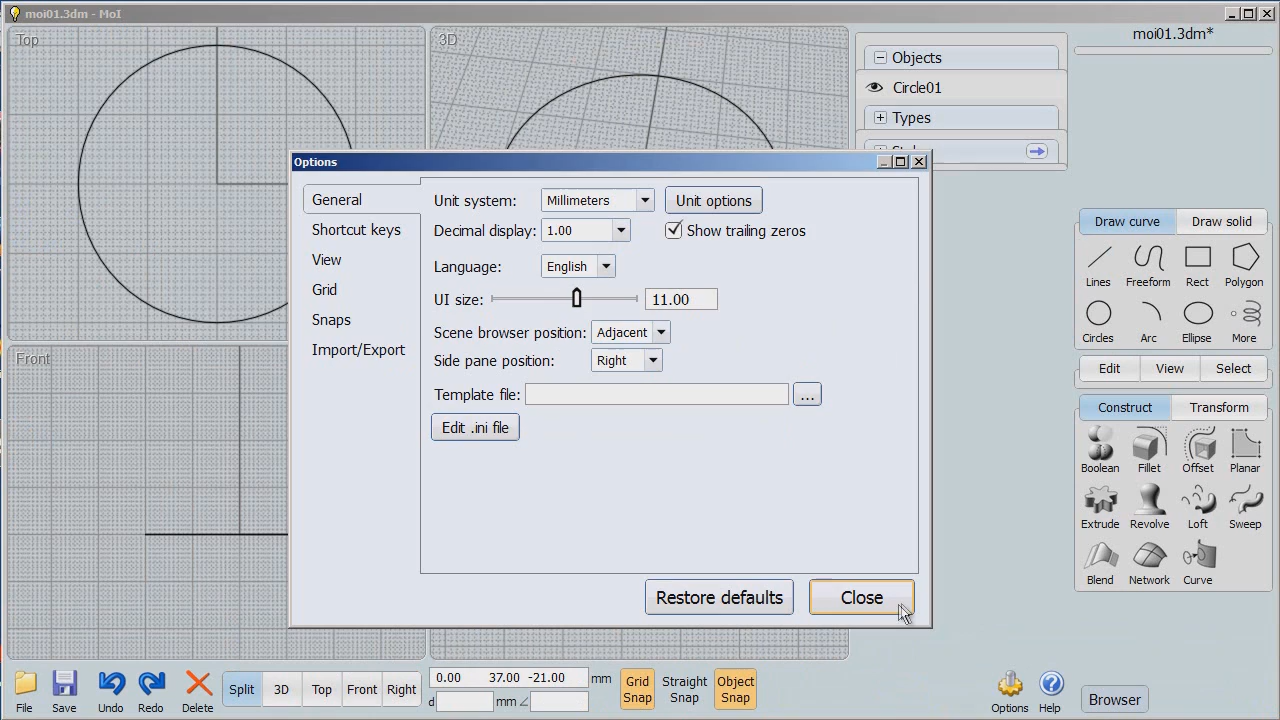 moi01.3dm - MoI
Top
3D
Front
moi01.3dm*
Objects
Circle01
Types
Options
General
Shortcut keys
View
Grid
Snaps
Import/Export
Unit system: Millimeters Unit options
Decimal display: 1.00 Show trailing zeros
Language: English
UI size: 11.00
Scene browser position: Adjacent
Side pane position: Right
Template file: ...
Edit .ini file
Restore defaults Close
Draw curve Draw solid
Lines Freeform Rect Polygon
Circles Arc Ellipse More
Edit View Select
Construct Transform
Boolean Fillet Offset Planar
Extrude Revolve Loft Sweep
Blend Network Curve
File Save Undo Redo Delete
Split 3D Top Front Right
0.00 37.00 -21.00 mm
d mm ∠
Grid Snap
Straight Snap
Object Snap
Options Help
Browser